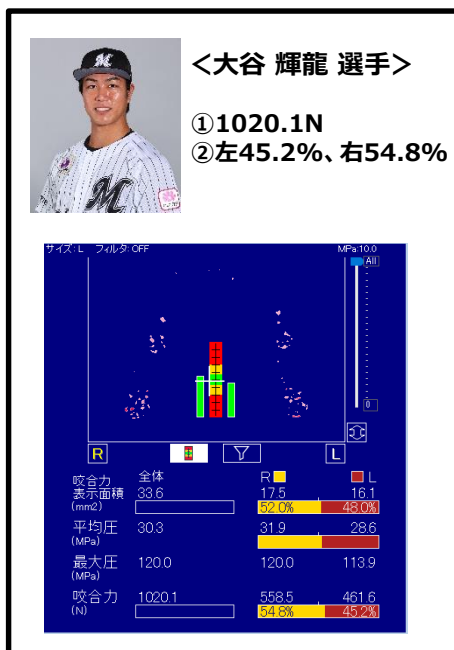 <大谷 輝龍 選手>
①1020.1N
②左45.2%、右54.8%
M
サイズ: L フィルタ: OFF MPa:10.0
All
0
R L
咬合力 全体 R L
表示面積 33.6 17.5 16.1
(mm2) 52.0% 48.0%
平均圧 30.3 31.9 28.6
(MPa)
最大圧 120.0 120.0 113.9
(MPa)
咬合力 1020.1 558.5 461.6
(N) 54.8% 45.2%